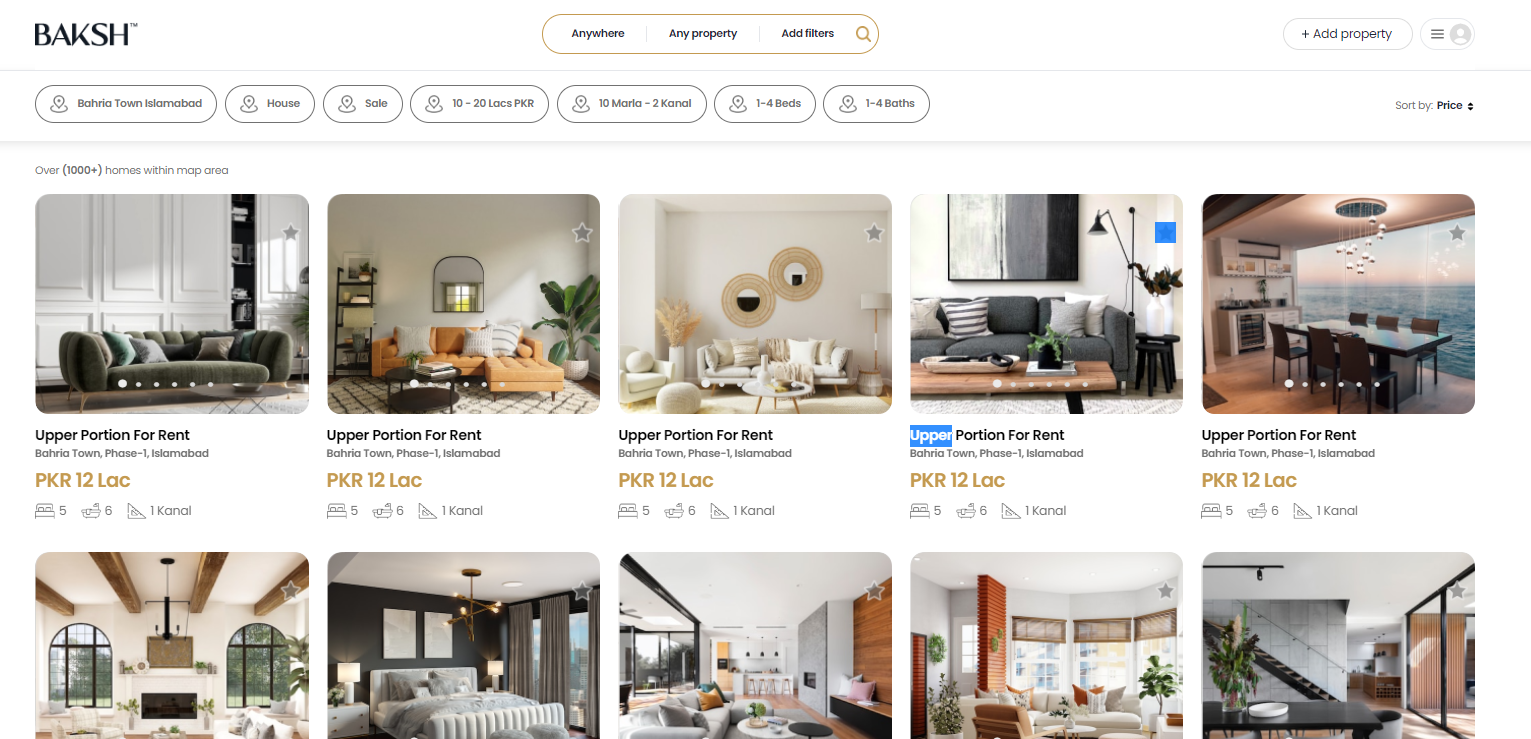 BAKSH™
Anywhere Any property Add filters
+ Add property
Bahria Town Islamabad House Sale 10 - 20 Lacs PKR 10 Marla - 2 Kanal 1-4 Beds 1-4 Baths
Sort by: Price
Over (1000+) homes within map area
Upper Portion For Rent
Bahria Town, Phase-1, Islamabad
PKR 12 Lac
5 6 1 Kanal
Upper Portion For Rent
Bahria Town, Phase-1, Islamabad
PKR 12 Lac
5 6 1 Kanal
Upper Portion For Rent
Bahria Town, Phase-1, Islamabad
PKR 12 Lac
5 6 1 Kanal
Upper Portion For Rent
Bahria Town, Phase-1, Islamabad
PKR 12 Lac
5 6 1 Kanal
Upper Portion For Rent
Bahria Town, Phase-1, Islamabad
PKR 12 Lac
5 6 1 Kanal